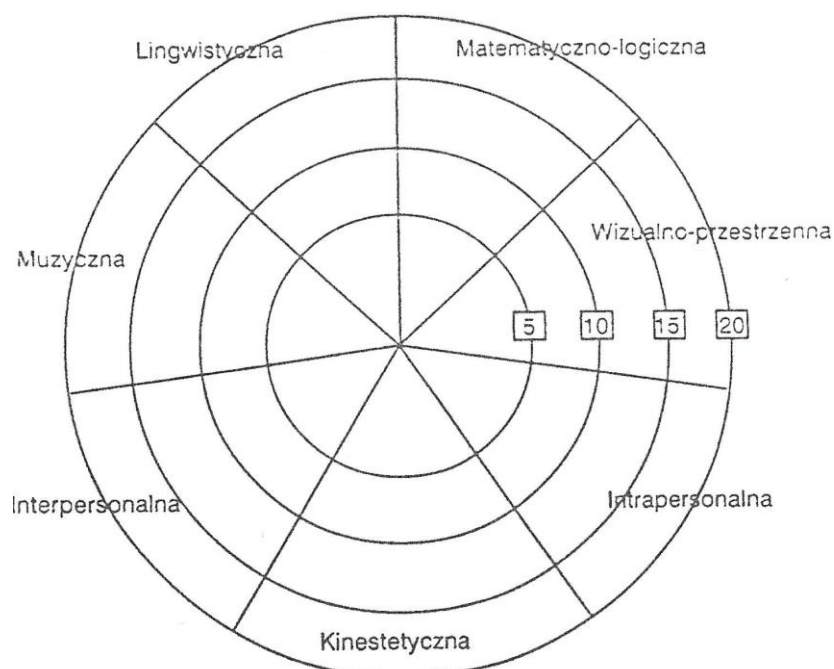 Lingwistyczna
Matematyczno-logiczna
Muzyczna
Wizualno-przestrzenna
5 10 15 20
Interpersonalna
Intrapersonalna
Kinestetyczna